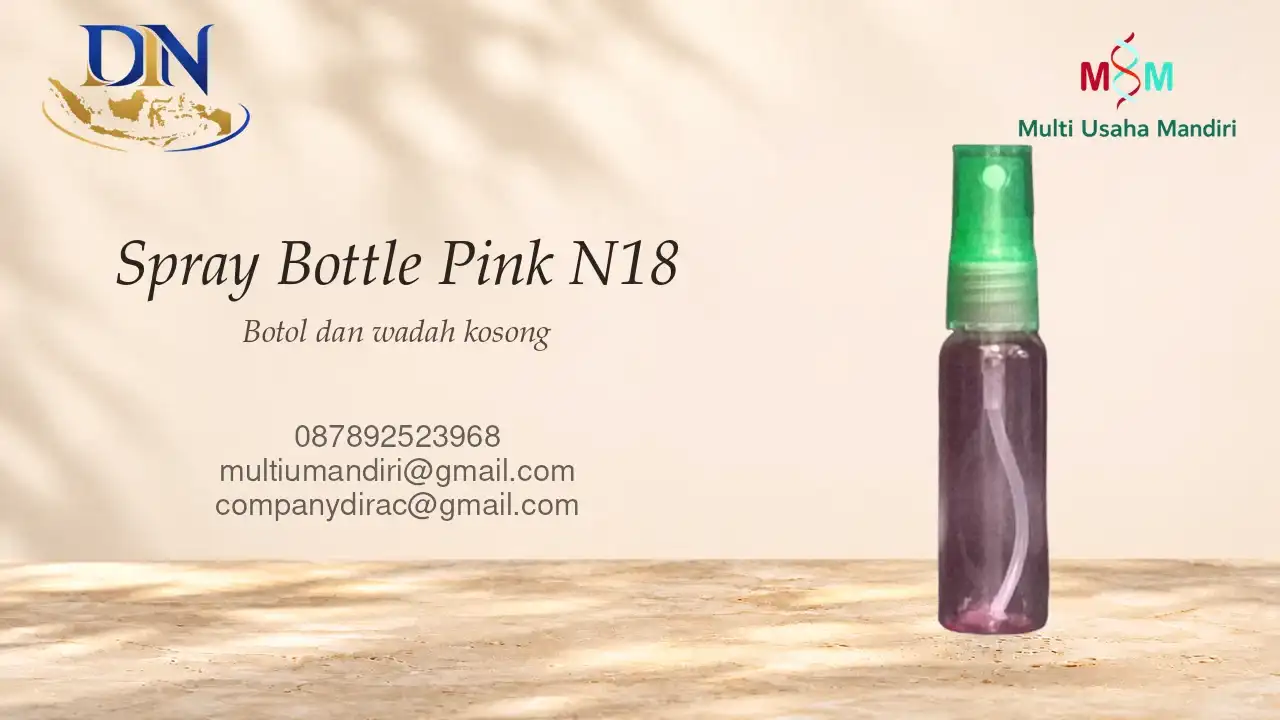 DN
M M
Multi Usaha Mandiri
Spray Bottle Pink N18
Botol dan wadah kosong
087892523968
multiumandiri@gmail.com
companydirac@gmail.com